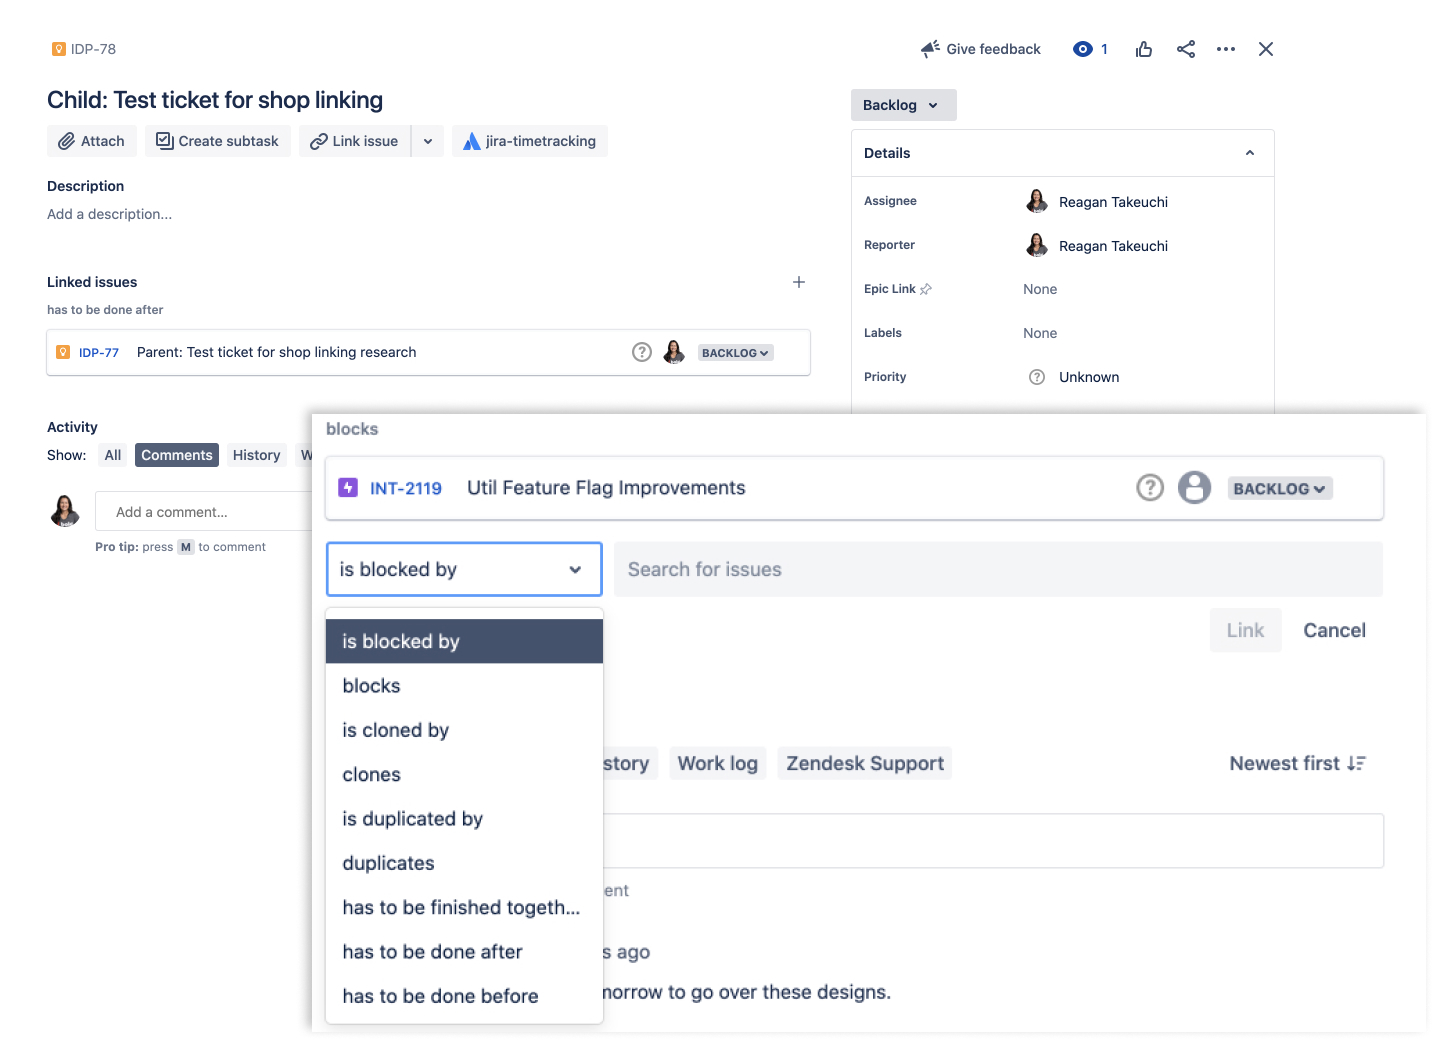 IDP-78
Give feedback
1
Child: Test ticket for shop linking
Backlog
Attach
Create subtask
Link issue
jira-timetracking
Details
Description
Add a description...
Assignee
Reagan Takeuchi
Reporter
Reagan Takeuchi
Linked issues
Epic Link
None
has to be done after
Labels
None
IDP-77
Parent: Test ticket for shop linking research
BACKLOG
Priority
Unknown
Activity
Show:
All
Comments
History
W
Add a comment...
Pro tip: press M to comment
blocks
INT-2119
Util Feature Flag Improvements
BACKLOG
is blocked by
Search for issues
Link
Cancel
is blocked by
blocks
is cloned by
clones
is duplicated by
duplicates
has to be finished togeth...
has to be done after
has to be done before
story
Work log
Zendesk Support
Newest first
ent
s ago
morrow to go over these designs.